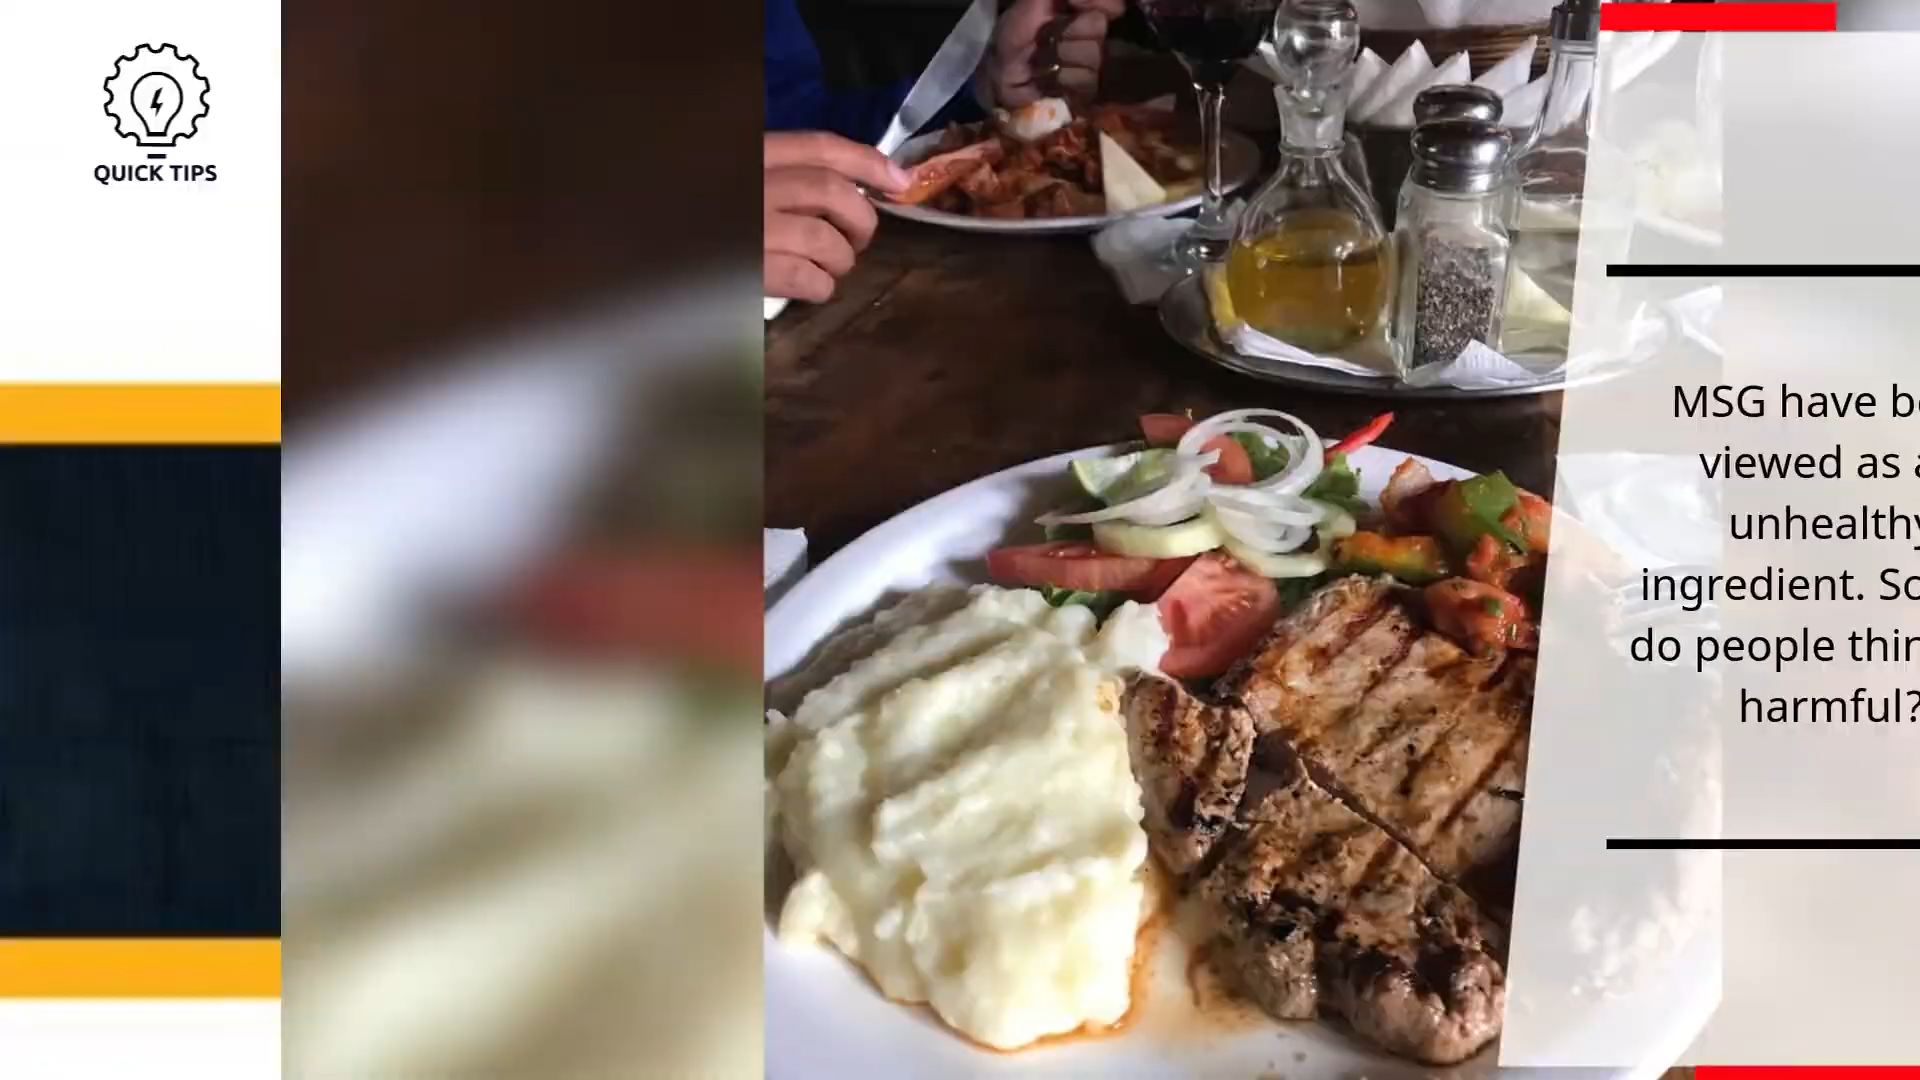 QUICK TIPS
MSG have
viewed as
unhealthy
ingredient.
do people
harmful?